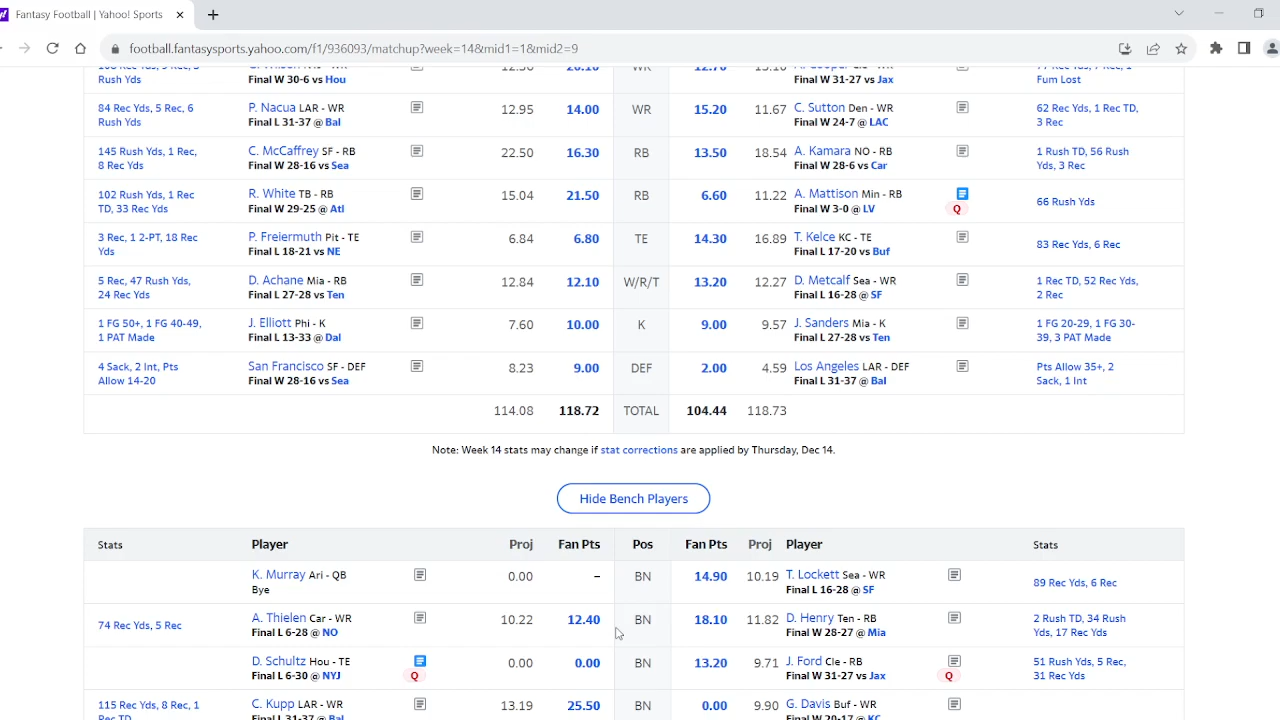 Fantasy Football | Yahoo! Sports
football.fantasysports.yahoo.com/f1/936093/matchup?week=14&mid1=1&mid2=9
Rush Yds Final W 30-6 vs Hou WR Final W 31-27 vs Jax Fum Lost
84 Rec Yds, 5 Rec, 6 Rush Yds P. Nacua LAR - WR 12.95 14.00 WR 15.20 11.67 C. Sutton Den - WR 62 Rec Yds, 1 Rec TD, 3 Rec
Final L 31-37 @ Bal Final W 24-7 @ LAC
145 Rush Yds, 1 Rec, 8 Rec Yds C. McCaffrey SF - RB 22.50 16.30 RB 13.50 18.54 A. Kamara NO - RB 1 Rush TD, 56 Rush Yds, 3 Rec
Final W 28-16 vs Sea Final W 28-6 vs Car
102 Rush Yds, 1 Rec TD, 33 Rec Yds R. White TB - RB 15.04 21.50 RB 6.60 11.22 A. Mattison Min - RB 66 Rush Yds
Final W 29-25 @ Atl Final W 3-0 @ LV Q
3 Rec, 1 2-PT, 18 Rec Yds P. Freiermuth Pit - TE 6.84 6.80 TE 14.30 16.89 T. Kelce KC - TE 83 Rec Yds, 6 Rec
Final L 18-21 vs NE Final L 17-20 vs Buf
5 Rec, 47 Rush Yds, 24 Rec Yds D. Achane Mia - RB 12.84 12.10 W/R/T 13.20 12.27 D. Metcalf Sea - WR 1 Rec TD, 52 Rec Yds, 2 Rec
Final L 27-28 vs Ten Final L 16-28 @ SF
1 FG 50+, 1 FG 40-49, 1 PAT Made J. Elliott Phi - K 7.60 10.00 K 9.00 9.57 J. Sanders Mia - K 1 FG 20-29, 1 FG 30-39, 3 PAT Made
Final L 13-33 @ Dal Final L 27-28 vs Ten
4 Sack, 2 Int, Pts Allow 14-20 San Francisco SF - DEF 8.23 9.00 DEF 2.00 4.59 Los Angeles LAR - DEF Pts Allow 35+, 2 Sack, 1 Int
Final W 28-16 vs Sea Final L 31-37 @ Bal
114.08 118.72 TOTAL 104.44 118.73
Note: Week 14 stats may change if stat corrections are applied by Thursday, Dec 14.
Hide Bench Players
Stats Player Proj Fan Pts Pos Fan Pts Proj Player Stats
K. Murray Ari - QB 0.00 – BN 14.90 10.19 T. Lockett Sea - WR 89 Rec Yds, 6 Rec
Bye Final L 16-28 @ SF
74 Rec Yds, 5 Rec A. Thielen Car - WR 10.22 12.40 BN 18.10 11.82 D. Henry Ten - RB 2 Rush TD, 34 Rush Yds, 17 Rec Yds
Final L 6-28 @ NO Final W 28-27 @ Mia
D. Schultz Hou - TE 0.00 0.00 BN 13.20 9.71 J. Ford Cle - RB 51 Rush Yds, 5 Rec, 31 Rec Yds
Final L 6-30 @ NYJ Q Final W 31-27 vs Jax Q
115 Rec Yds, 8 Rec, 1 Rec TD C. Kupp LAR - WR 13.19 25.50 BN 0.00 9.90 G. Davis Buf - WR
Final L 31-37 @ Bal Final W 20-17 @ KC